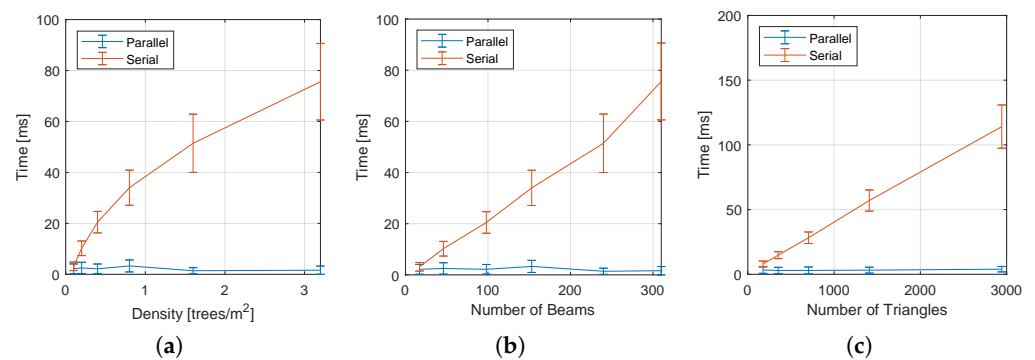 100
80
60
40
20
0
Time [ms]
Parallel
Serial
0 1 2 3
Density [trees/m²]
(a)
100
80
60
40
20
0
Time [ms]
Parallel
Serial
0 100 200 300
Number of Beams
(b)
200
150
100
50
0
Time [ms]
Parallel
Serial
0 1000 2000 3000
Number of Triangles
(c)